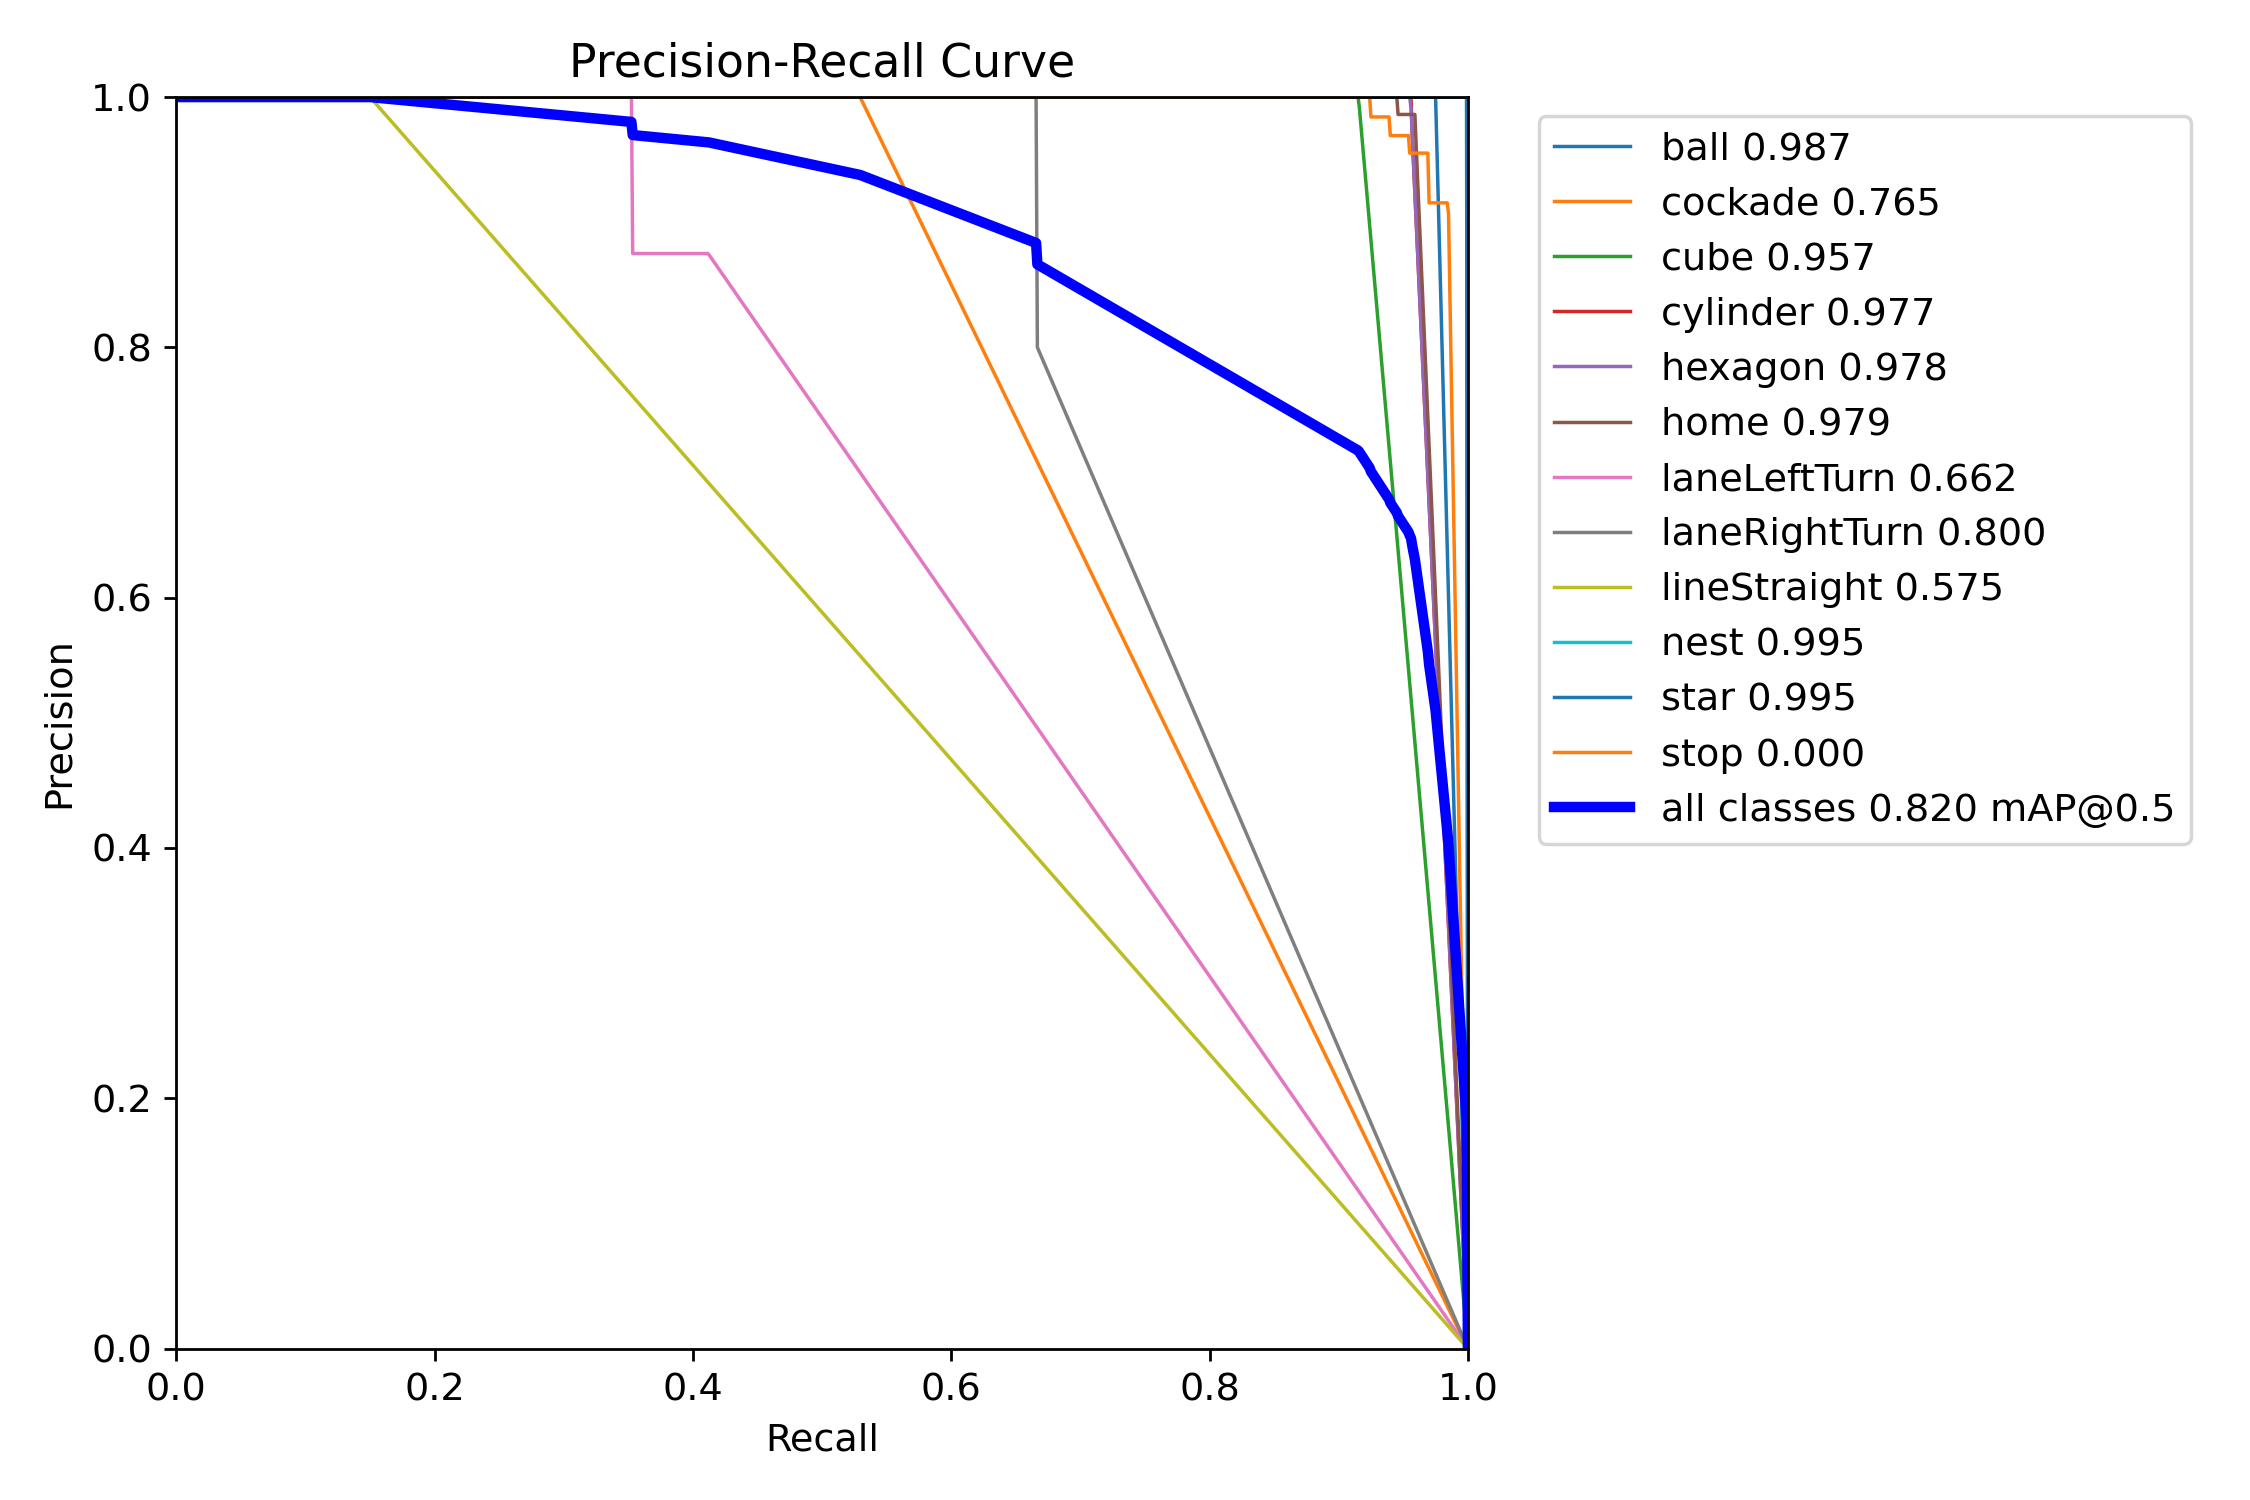 Precision-Recall Curve
1.0
0.8
0.6
0.4
0.2
0.0
Precision
0.0 0.2 0.4 0.6 0.8 1.0
Recall
ball 0.987
cockade 0.765
cube 0.957
cylinder 0.977
hexagon 0.978
home 0.979
laneLeftTurn 0.662
laneRightTurn 0.800
lineStraight 0.575
nest 0.995
star 0.995
stop 0.000
all classes 0.820 mAP@0.5